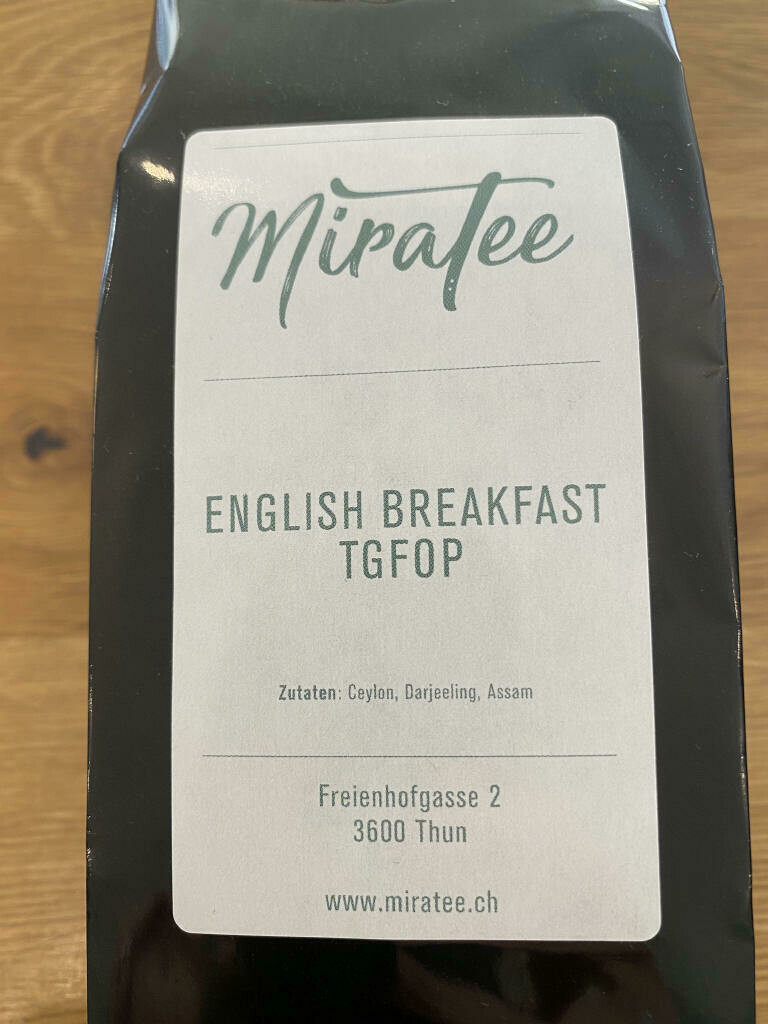 MiraTee
ENGLISH BREAKFAST
TGFOP
Zutaten: Ceylon, Darjeeling, Assam
Freienhofgasse 2
3600 Thun
www.miratee.ch